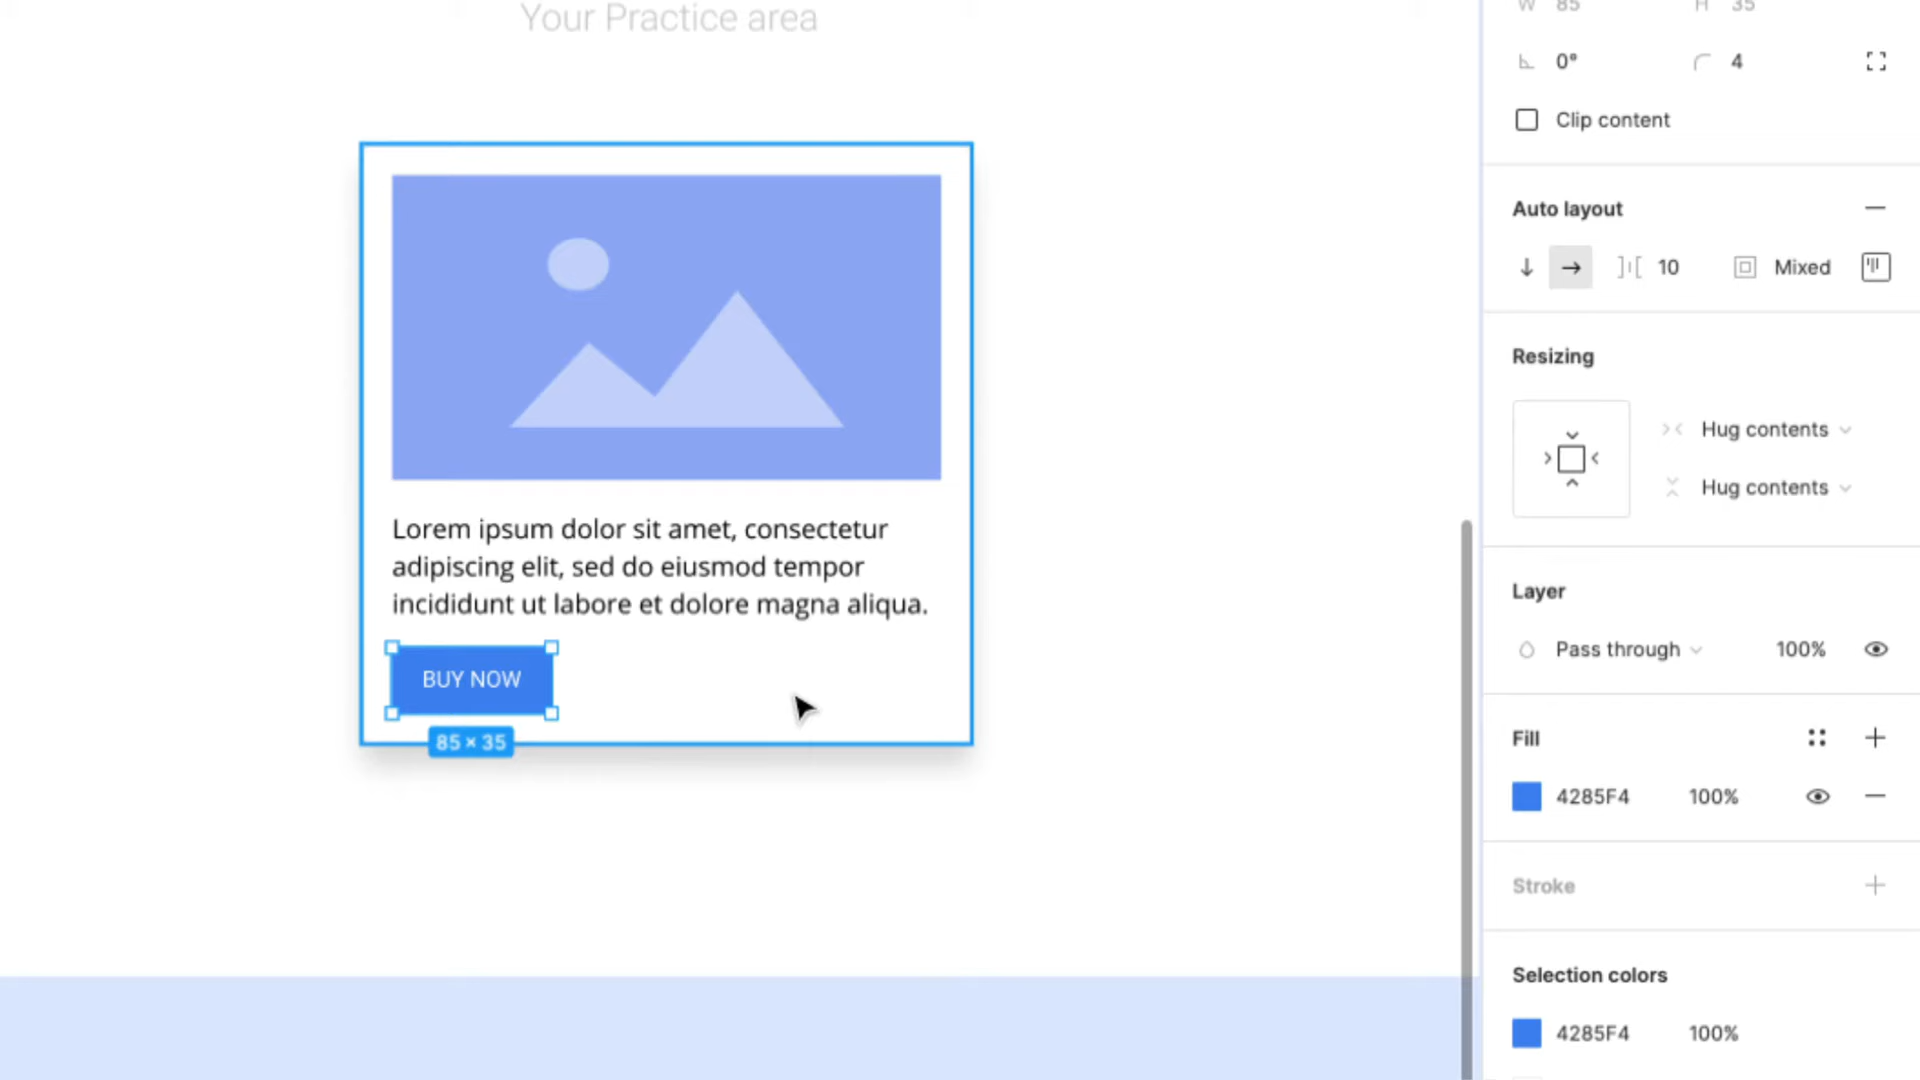 Your Practice area
W 85 H 35
0° 4
Clip content
Auto layout
10 Mixed
Resizing
Hug contents
Hug contents
Lorem ipsum dolor sit amet, consectetur
adipiscing elit, sed do eiusmod tempor
incididunt ut labore et dolore magna aliqua.
BUY NOW
85 × 35
Layer
Pass through 100%
Fill
4285F4 100%
Stroke
Selection colors
4285F4 100%